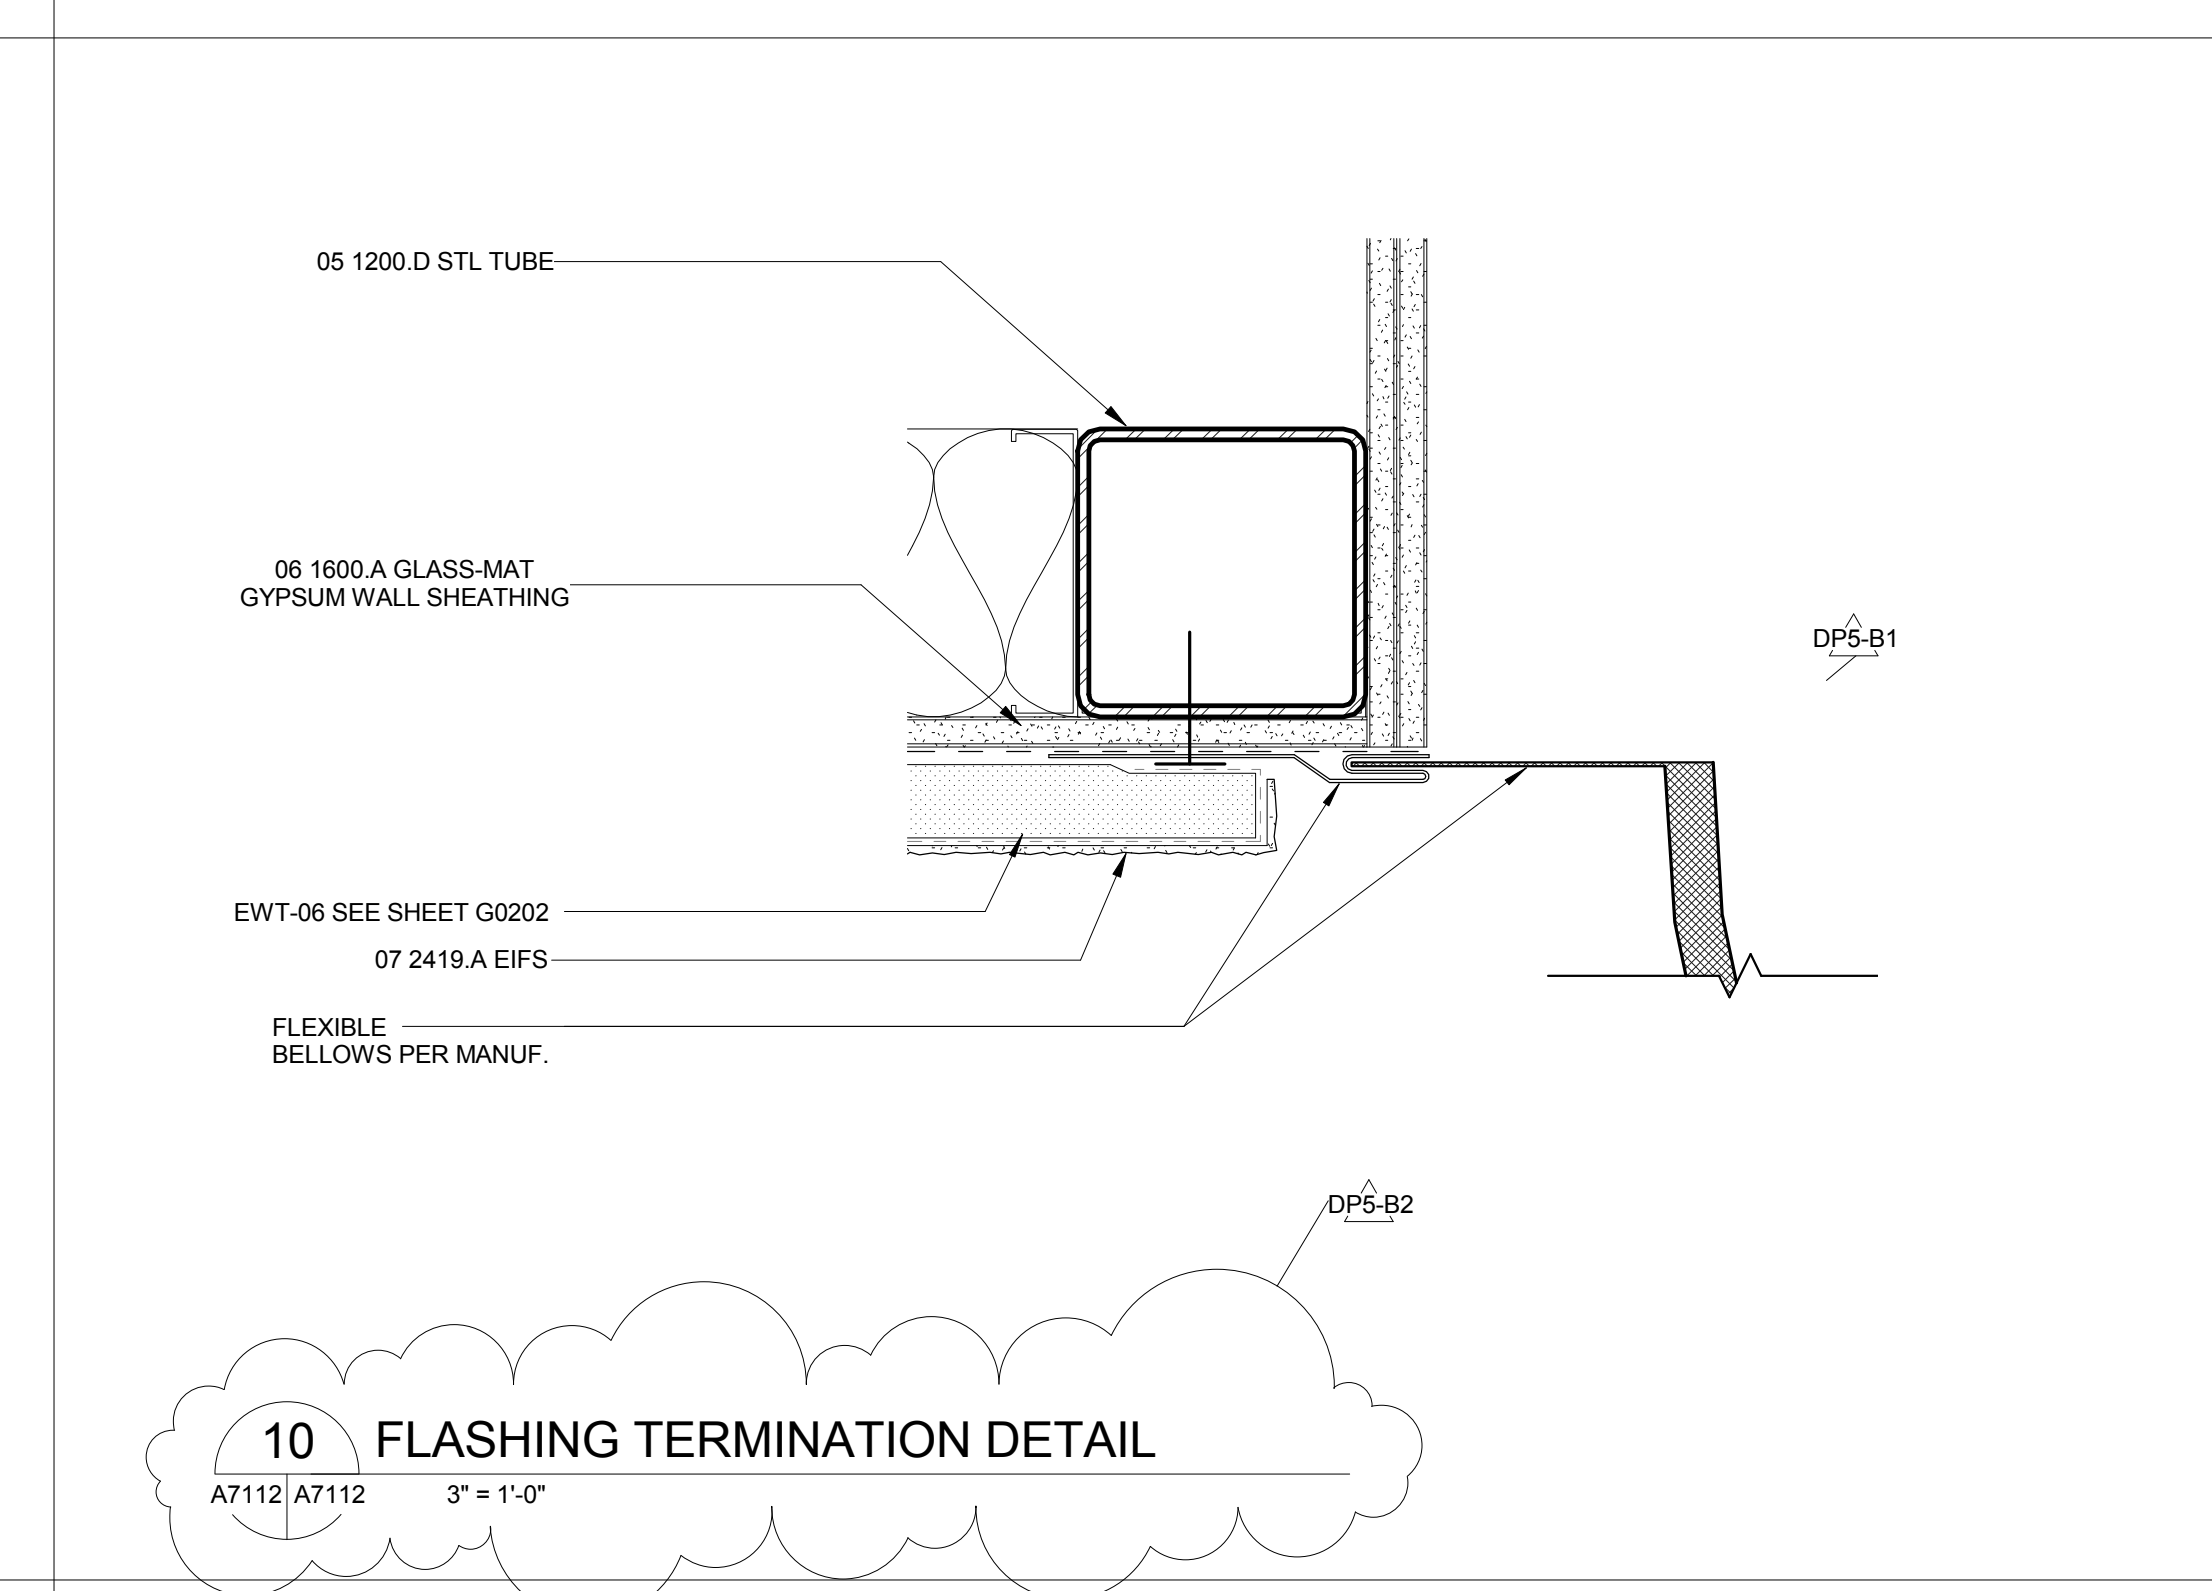 05 1200.D STL TUBE
06 1600.A GLASS-MAT
GYPSUM WALL SHEATHING
DP5-B1
EWT-06 SEE SHEET G0202
07 2419.A EIFS
FLEXIBLE
BELLOWS PER MANUF.
DP5-B2
10 FLASHING TERMINATION DETAIL
A7112 A7112 3" = 1'-0"